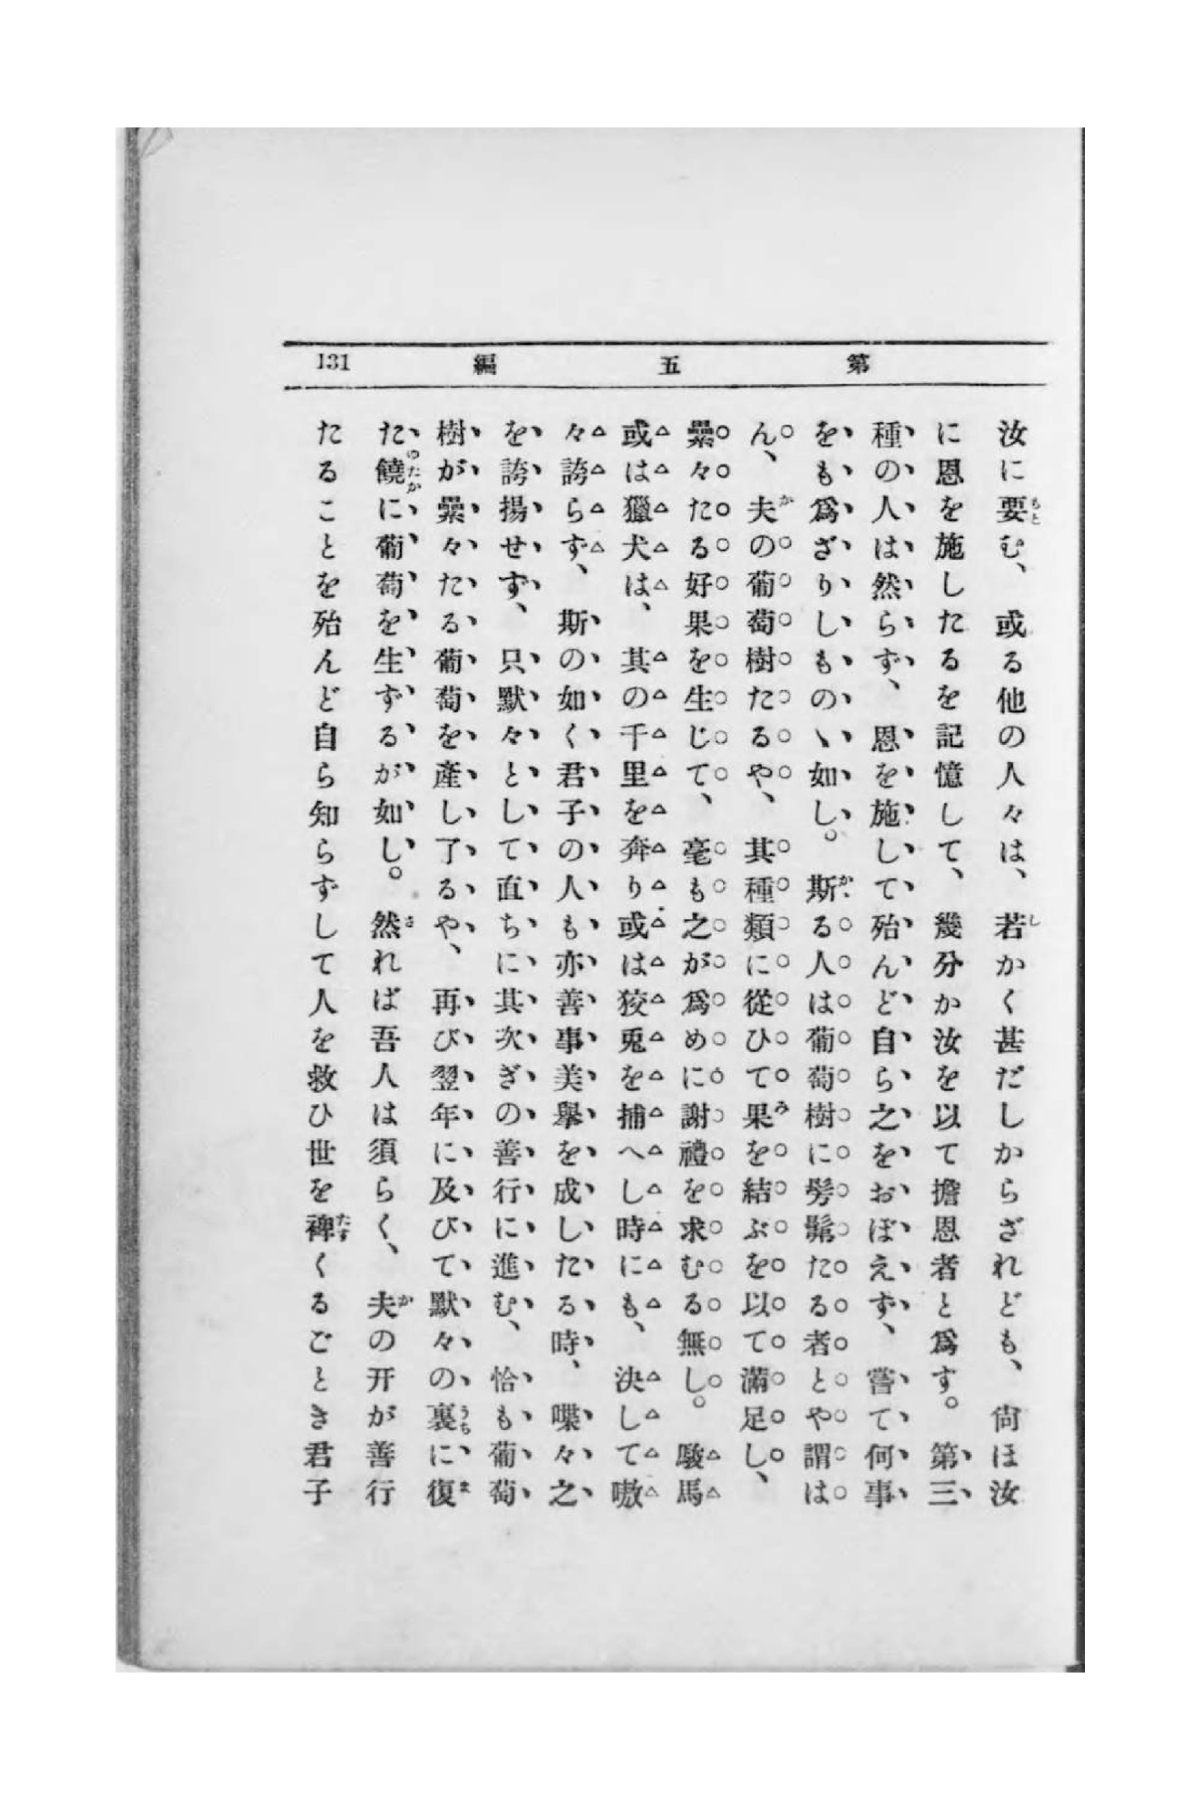 第五編 131
汝に要む、或る他の人々は、若かく甚だしからざれども、尙ほ汝
に恩を施したるを記憶して、幾分か汝を以て擔恩者と爲す。第三
種の人は然らず、恩を施して殆んど自ら之をおぼえず、嘗て何事
をも爲ざりしものゝ如し。斯る人は葡萄樹に髣髴たる者とや謂は
ん、夫の葡萄樹たるや、其種類に從ひて果を結ぶを以て滿足し、
纍々たる好果を生じて、毫も之が爲めに謝禮を求むる無し。駿馬
或は獵犬は、其の千里を奔り或は狡兎を捕へし時にも、決して嗷
々誇らず、斯の如く君子の人も亦善事美擧を成したる時、喋々之
を誇揚せず、只默々として直ちに其次ぎの善行に進む、恰も葡萄
樹が纍々たる葡萄を產し了るや、再び翌年に及びて默々の裏に復
た饒に葡萄を生ずるが如し。然れば吾人は須らく、夫の开が善行
たることを殆んど自ら知らずして人を救ひ世を裨くるごとき君子